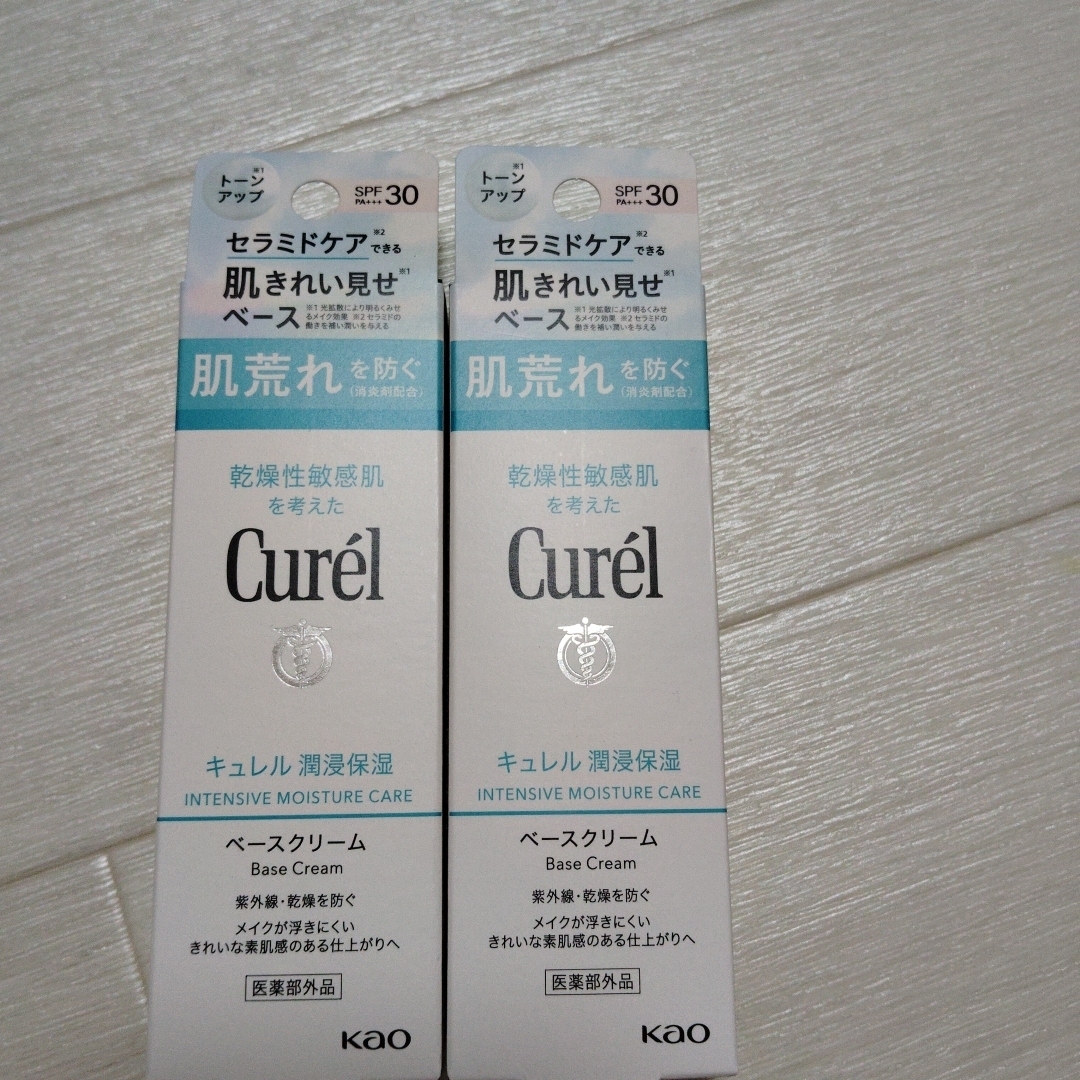 ※1
トーン
アップ
SPF 30
PA+++
セラミドケア※2できる
肌きれい見せ※1
ベース
※1 光拡散により明るくみせ
るメイク効果 ※2 セラミドの
働きを補い潤いを与える
肌荒れを防ぐ
(消炎剤配合)
乾燥性敏感肌
を考えた
Curél
キュレル 潤浸保湿
INTENSIVE MOISTURE CARE
ベースクリーム
Base Cream
紫外線・乾燥を防ぐ
メイクが浮きにくい
きれいな素肌感のある仕上がりへ
医薬部外品
Kao
※1
トーン
アップ
SPF 30
PA+++
セラミドケア※2できる
肌きれい見せ※1
ベース
※1 光拡散により明るくみせ
るメイク効果 ※2 セラミドの
働きを補い潤いを与える
肌荒れを防ぐ
(消炎剤配合)
乾燥性敏感肌
を考えた
Curél
キュレル 潤浸保湿
INTENSIVE MOISTURE CARE
ベースクリーム
Base Cream
紫外線・乾燥を防ぐ
メイクが浮きにくい
きれいな素肌感のある仕上がりへ
医薬部外品
Kao